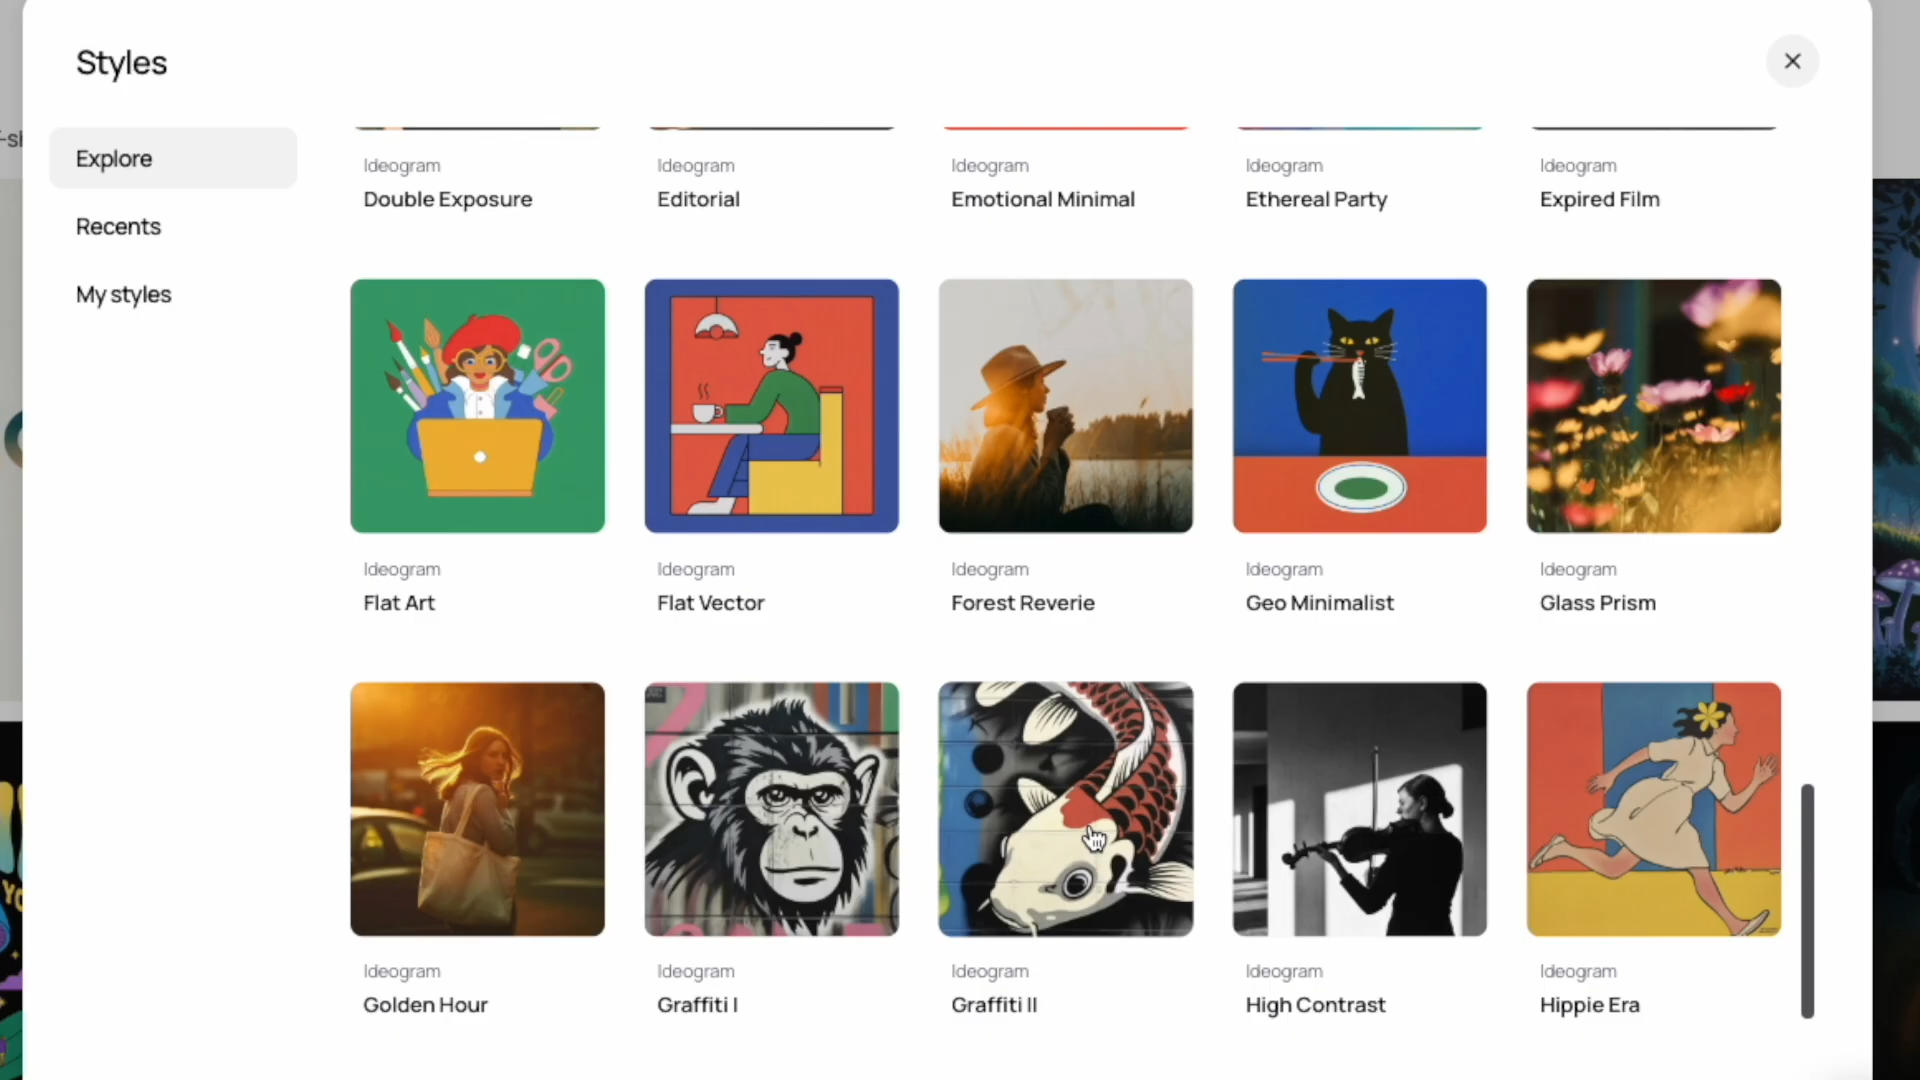 Styles
Explore
Recents
My styles
Ideogram
Double Exposure
Ideogram
Editorial
Ideogram
Emotional Minimal
Ideogram
Ethereal Party
Ideogram
Expired Film
Ideogram
Flat Art
Ideogram
Flat Vector
Ideogram
Forest Reverie
Ideogram
Geo Minimalist
Ideogram
Glass Prism
Ideogram
Golden Hour
Ideogram
Graffiti I
Ideogram
Graffiti II
Ideogram
High Contrast
Ideogram
Hippie Era